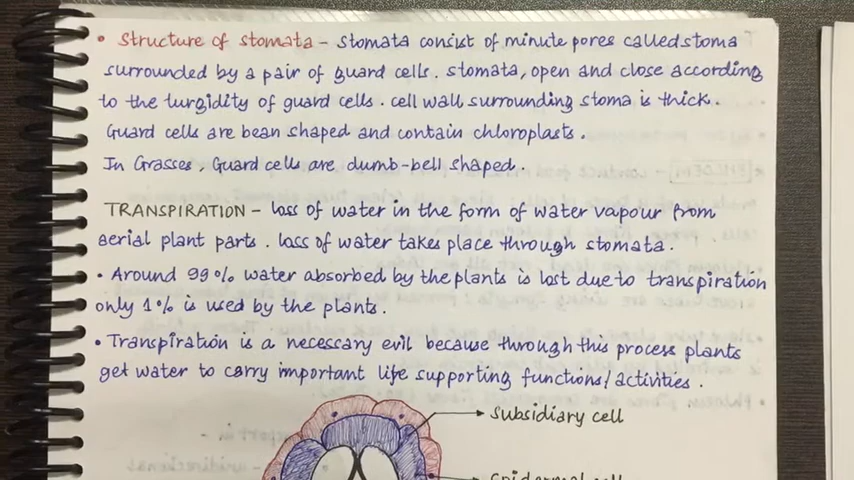 • Structure of stomata – stomata consist of minute pores called stoma
surrounded by a pair of guard cells. stomata, open and close according
to the turgidity of guard cells. cell wall surrounding stoma is thick.
Guard cells are bean shaped and contain chloroplasts.
In Grasses, Guard cells are dumb-bell shaped.
TRANSPIRATION – loss of water in the form of water vapour from
aerial plant parts. loss of water takes place through stomata.
• Around 99% water absorbed by the plants is lost due to transpiration
only 1% is used by the plants.
• Transpiration is a necessary evil because through this process plants
get water to carry important life supporting functions/activities.
subsidiary cell
epidermal cell